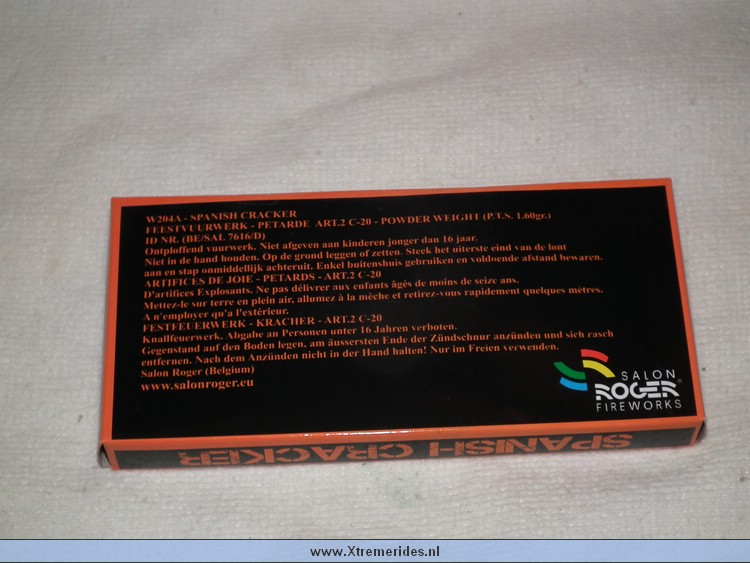 W204A - SPANISH CRACKER
FEESTVUURWERK - PETARDE ART.2 C-20 - POWDER WEIGHT (P.T.S. 1.60gr.)
ID NR. (BE/SAL 7616/D)
Ontploffend vuurwerk. Niet afgeven aan kinderen jonger dan 16 jaar.
Niet in de hand houden. Op de grond leggen of zetten. Steek het uiterste eind van de lont
aan en stap onmiddellijk achteruit. Enkel buitenshuis gebruiken en voldoende afstand bewaren.
ARTIFICES DE JOIE - PETARDS - ART.2 C-20
D'artifices Explosants. Ne pas délivrer aux enfants âgés de moins de seize ans.
Mettez-le sur terre en plein air, allumez à la mèche et retirez-vous rapidement quelques mètres.
A n'employer qu'a l'extérieur.
FESTFEUERWERK - KRACHER - ART.2 C-20
Knallfeuerwerk. Abgabe an Personen unter 16 Jahren verboten.
Gegenstand auf den Boden legen, am äussersten Ende der Zündschnur anzünden und sich rasch
entfernen. Nach dem Anzünden nicht in der Hand halten! Nur im Freien verwenden.
Salon Roger (Belgium)
www.salonroger.eu
SALON
ROGER®
FIREWORKS
SPANISH CRACKER
www.Xtremerides.nl